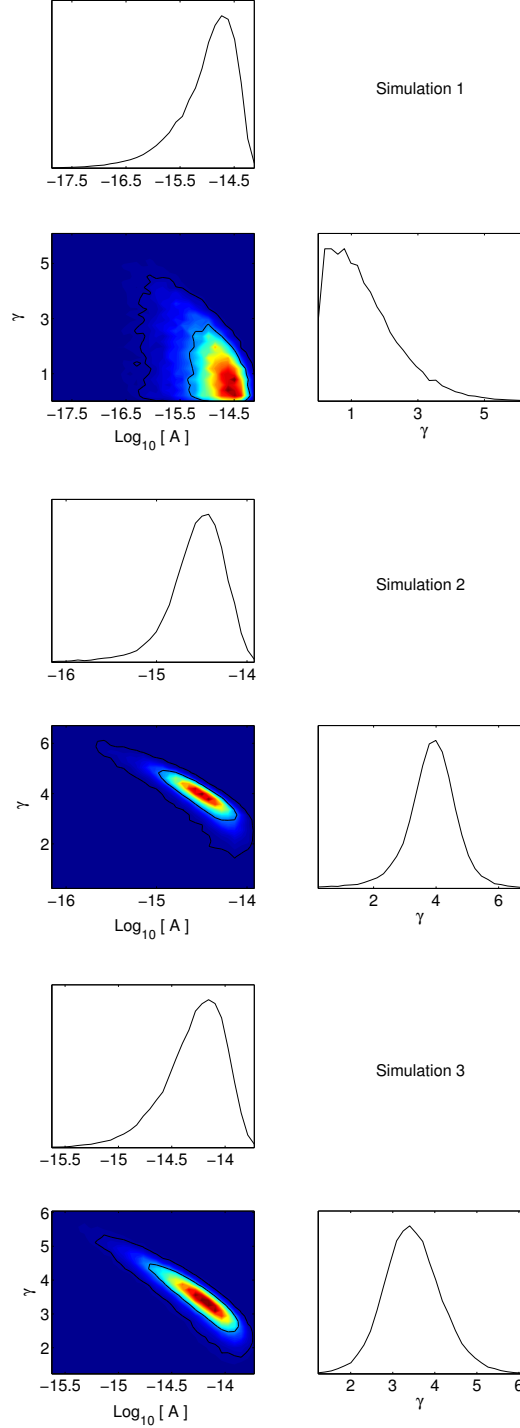 Simulation 1
−17.5 −16.5 −15.5 −14.5
5
3
1
γ
−17.5 −16.5 −15.5 −14.5
Log10 [ A ]
1 3 5
γ
Simulation 2
−16 −15 −14
6
4
2
γ
−16 −15 −14
Log10 [ A ]
2 4 6
γ
Simulation 3
−15.5 −15 −14.5 −14
6
5
4
3
2
γ
−15.5 −15 −14.5 −14
Log10 [ A ]
2 3 4 5 6
γ